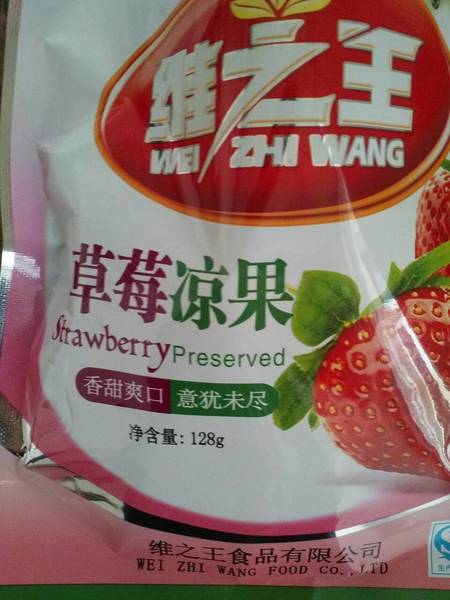 维之王
WEI ZHI WANG
草莓凉果
Strawberry Preserved
香甜爽口 意犹未尽
净含量: 128g
维之王食品有限公司
WEI ZHI WANG FOOD CO.,LTD
生产